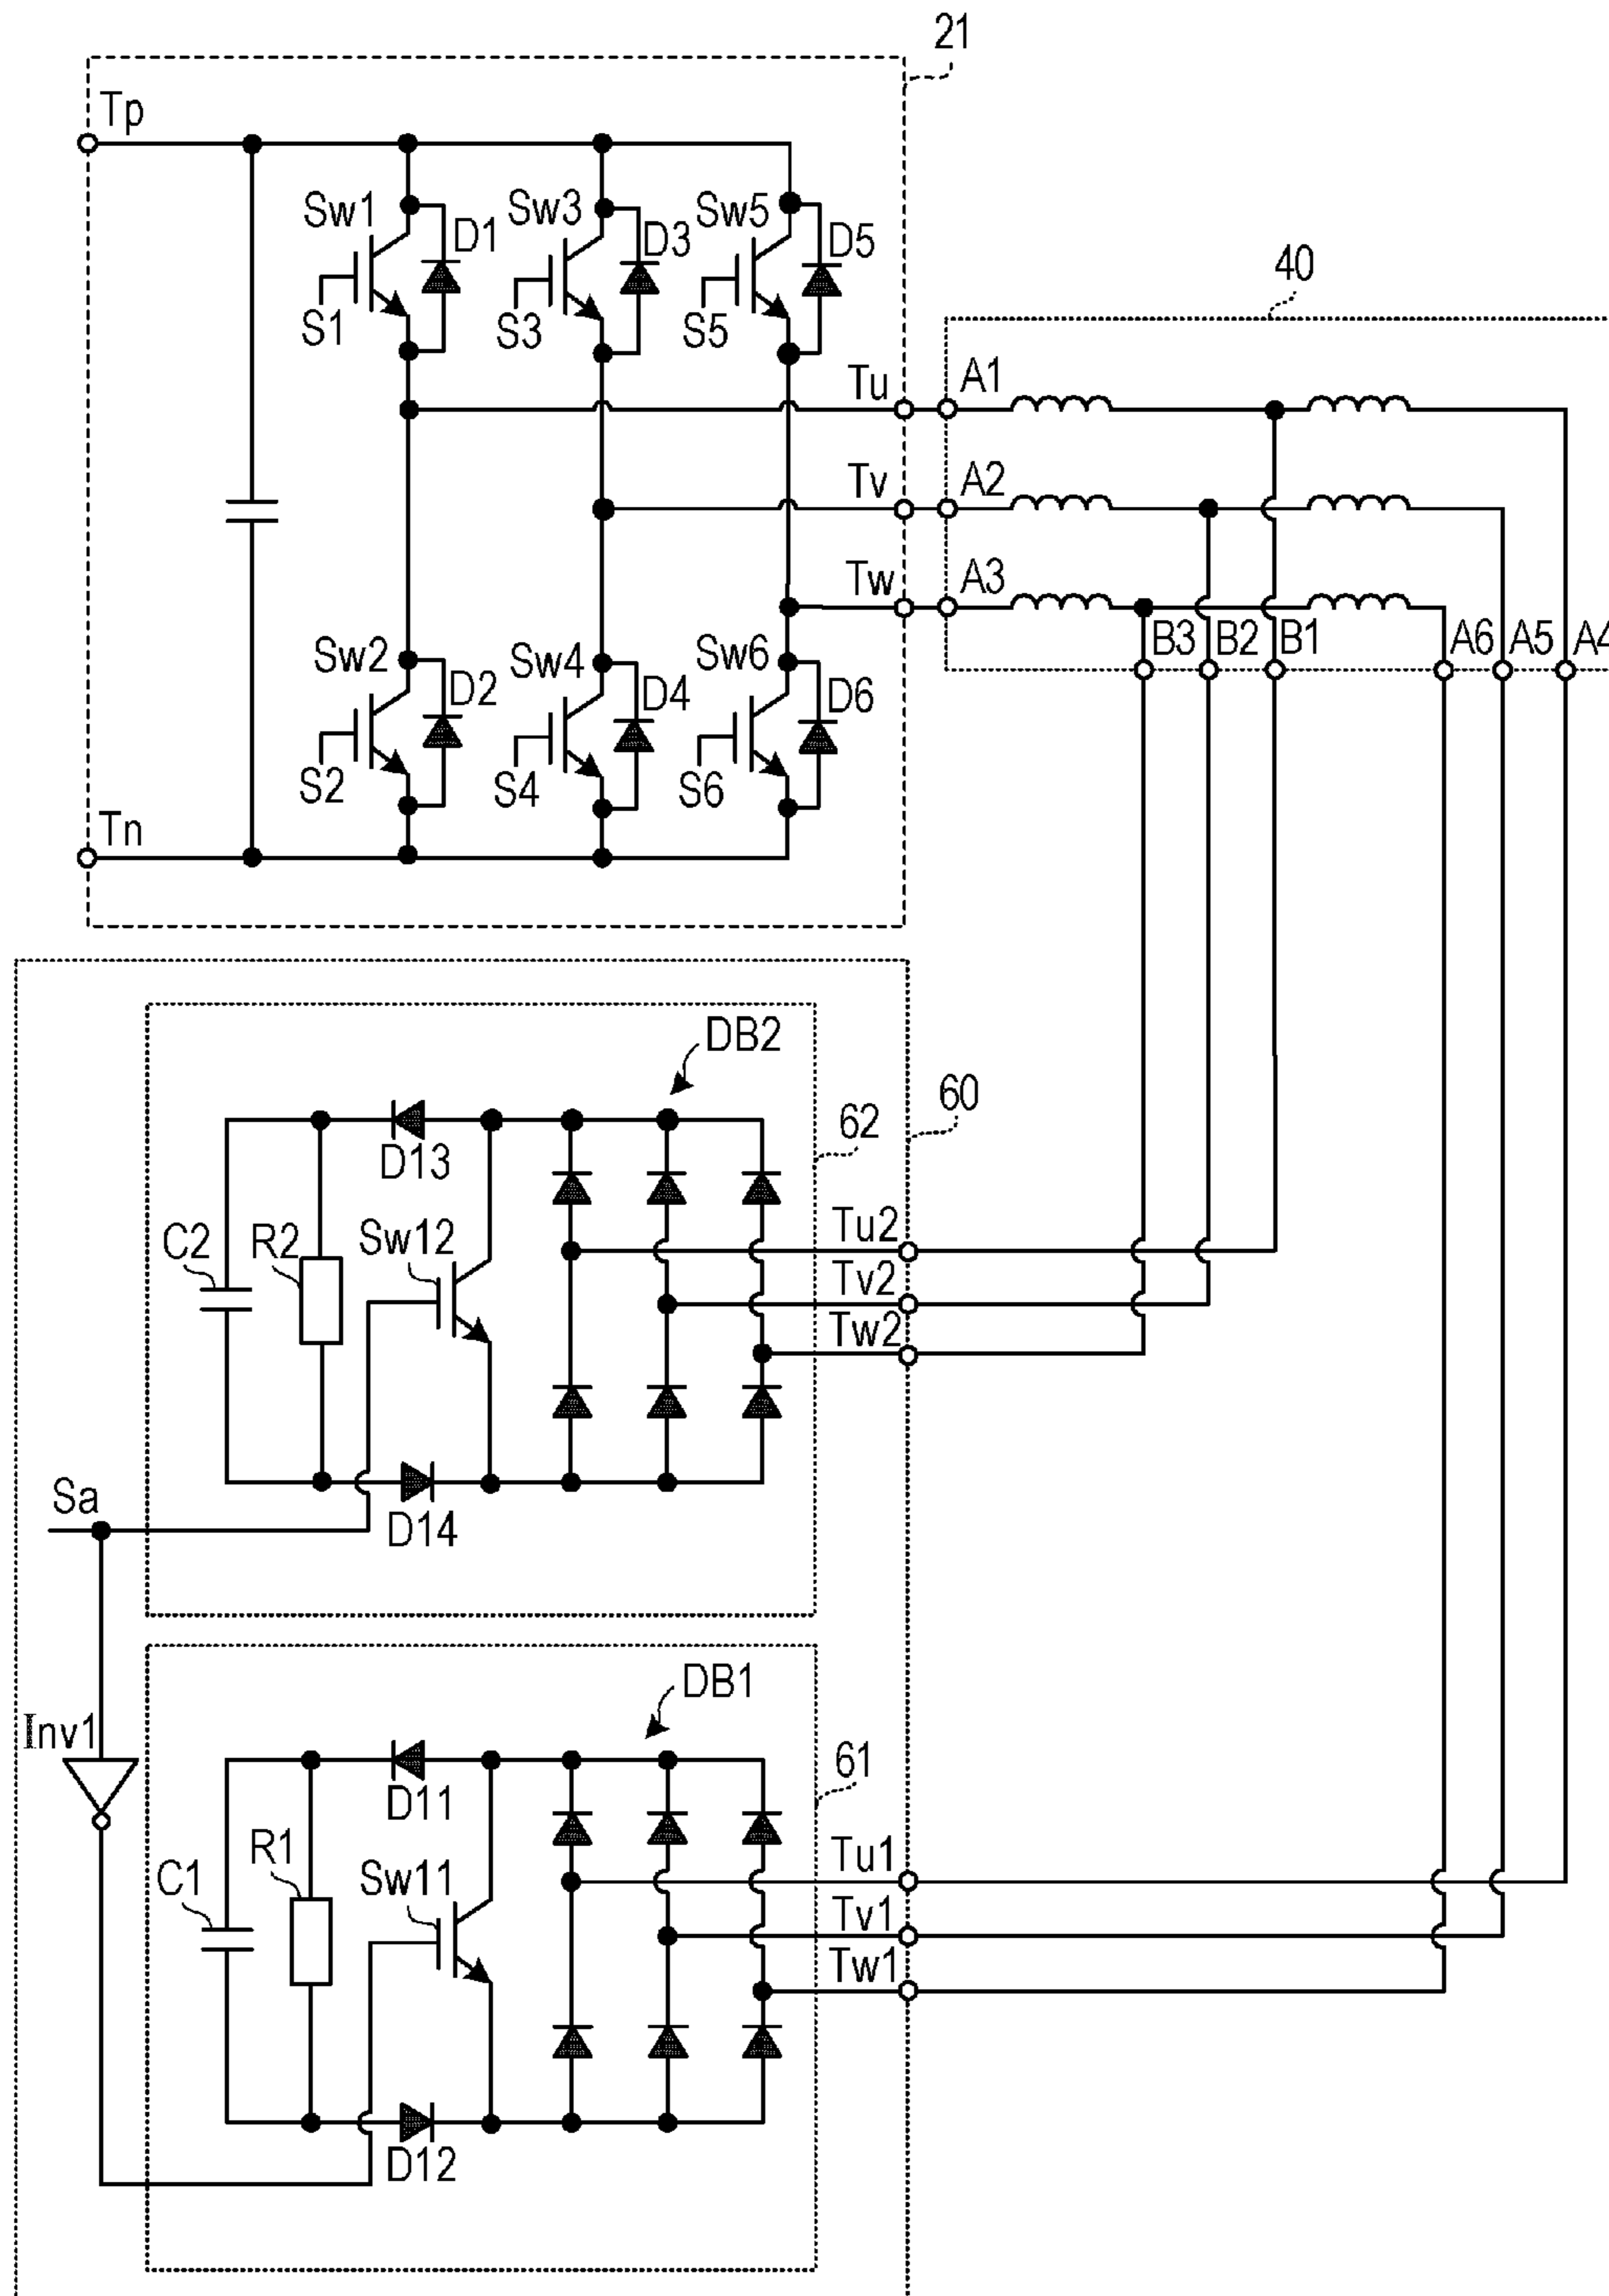 21
Tp
Sw1
D1
Sw3
D3
Sw5
D5
S1
S3
S5
40
Tu
A1
Tv
A2
Tw
A3
B3
B2
B1
A6
A5
A4
Sw2
D2
Sw4
D4
Sw6
D6
S2
S4
S6
Tn
DB2
60
62
D13
C2
R2
Sw12
Tu2
Tv2
Tw2
Sa
D14
DB1
Inv1
61
D11
C1
R1
Sw11
Tu1
Tv1
Tw1
D12